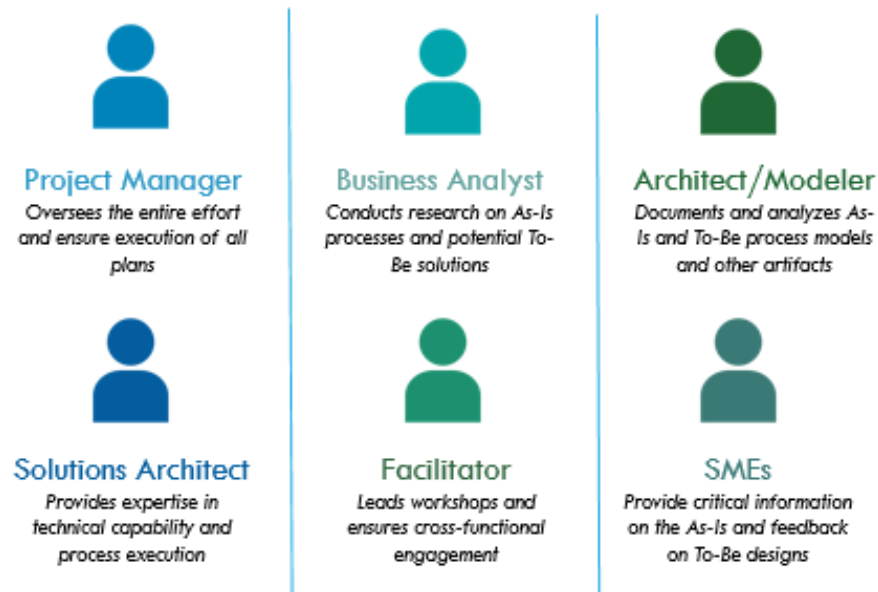 Project Manager
Oversees the entire effort
and ensure execution of all
plans
Business Analyst
Conducts research on As-Is
processes and potential To-
Be solutions
Architect/Modeler
Documents and analyzes As-
Is and To-Be process models
and other artifacts
Solutions Architect
Provides expertise in
technical capability and
process execution
Facilitator
Leads workshops and
ensures cross-functional
engagement
SMEs
Provide critical information
on the As-Is and feedback
on To-Be designs